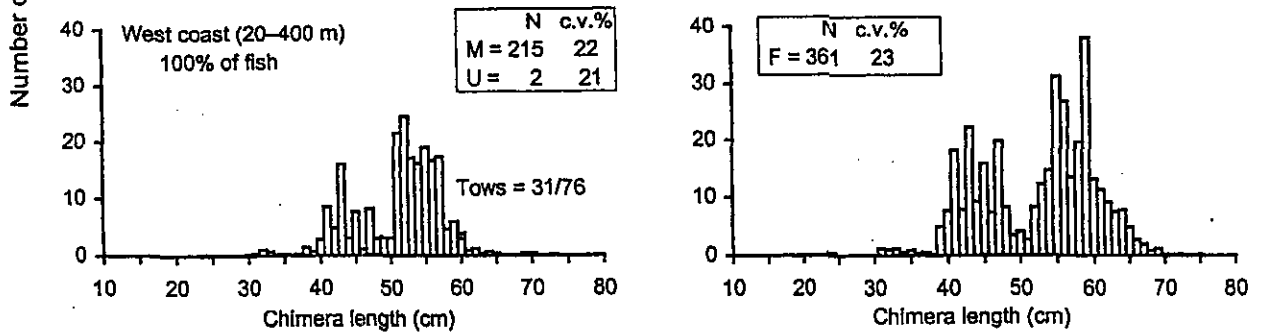 Number o
40
30
20
10
0
West coast (20–400 m)
100% of fish
N c.v.%
M = 215 22
U = 2 21
Tows = 31/76
10 20 30 40 50 60 70 80
Chimera length (cm)
40
30
20
10
0
N c.v.%
F = 361 23
10 20 30 40 50 60 70 80
Chimera length (cm)